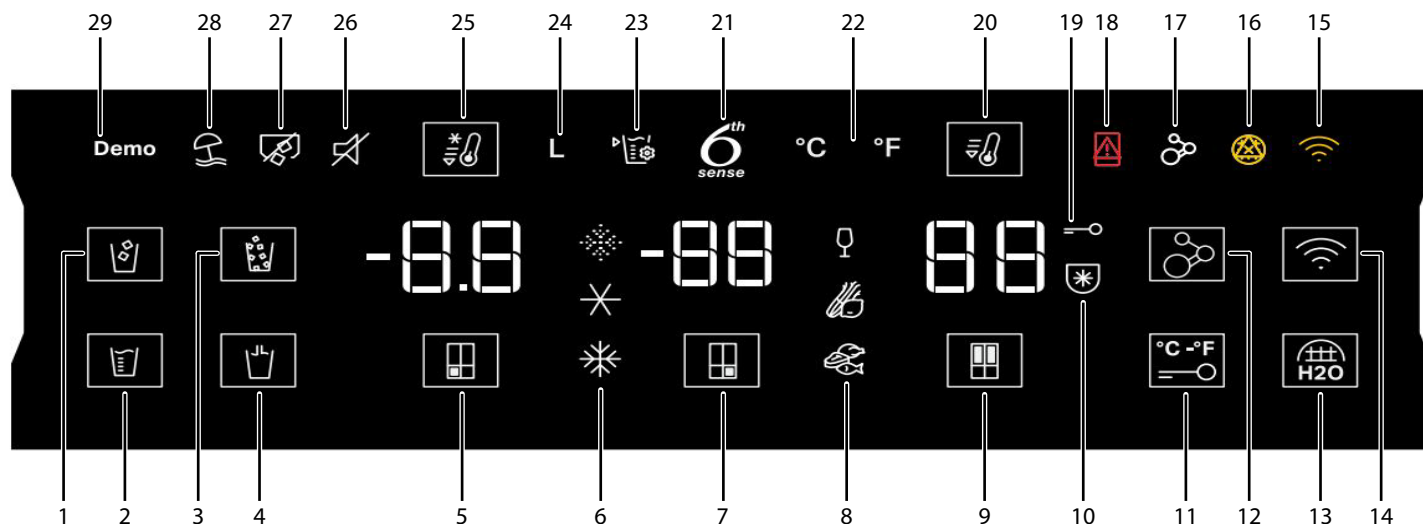 29 28 27 26 25 24 23 21 22 20 19 18 17 16 15
Demo L 6th sense °C °F
-8.8 -88 88
°C -°F
H2O
1 2 3 4 5 6 7 8 9 10 11 12 13 14